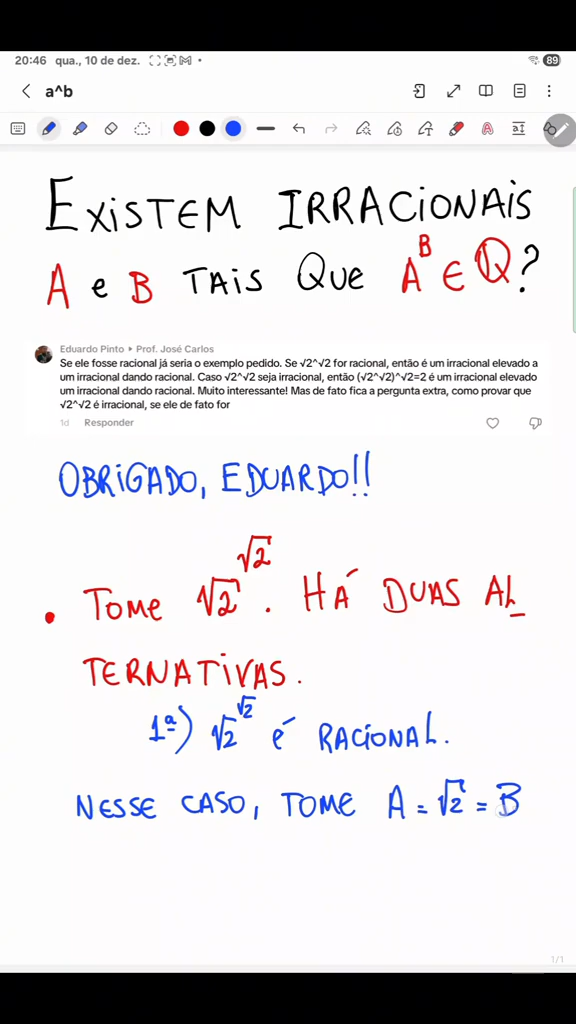 20:46 qua., 10 de dez.
89
a^b
EXISTEM IRRACIONAIS
A e B TAIS QUE A^B ∈ Q?
Eduardo Pinto ▸ Prof. José Carlos
Se ele fosse racional já seria o exemplo pedido. Se √2^√2 for racional, então é um irracional elevado a
um irracional dando racional. Caso √2^√2 seja irracional, então (√2^√2)^√2=2 é um irracional elevado
um irracional dando racional. Muito interessante! Mas de fato fica a pergunta extra, como provar que
√2^√2 é irracional, se ele de fato for
1d Responder
OBRIGADO, EDUARDO!!
• TOME √2^√2. HÁ DUAS AL
TERNATIVAS.
1ª) √2^√2 é RACIONAL.
NESSE CASO, TOME A = √2 = B
1/1